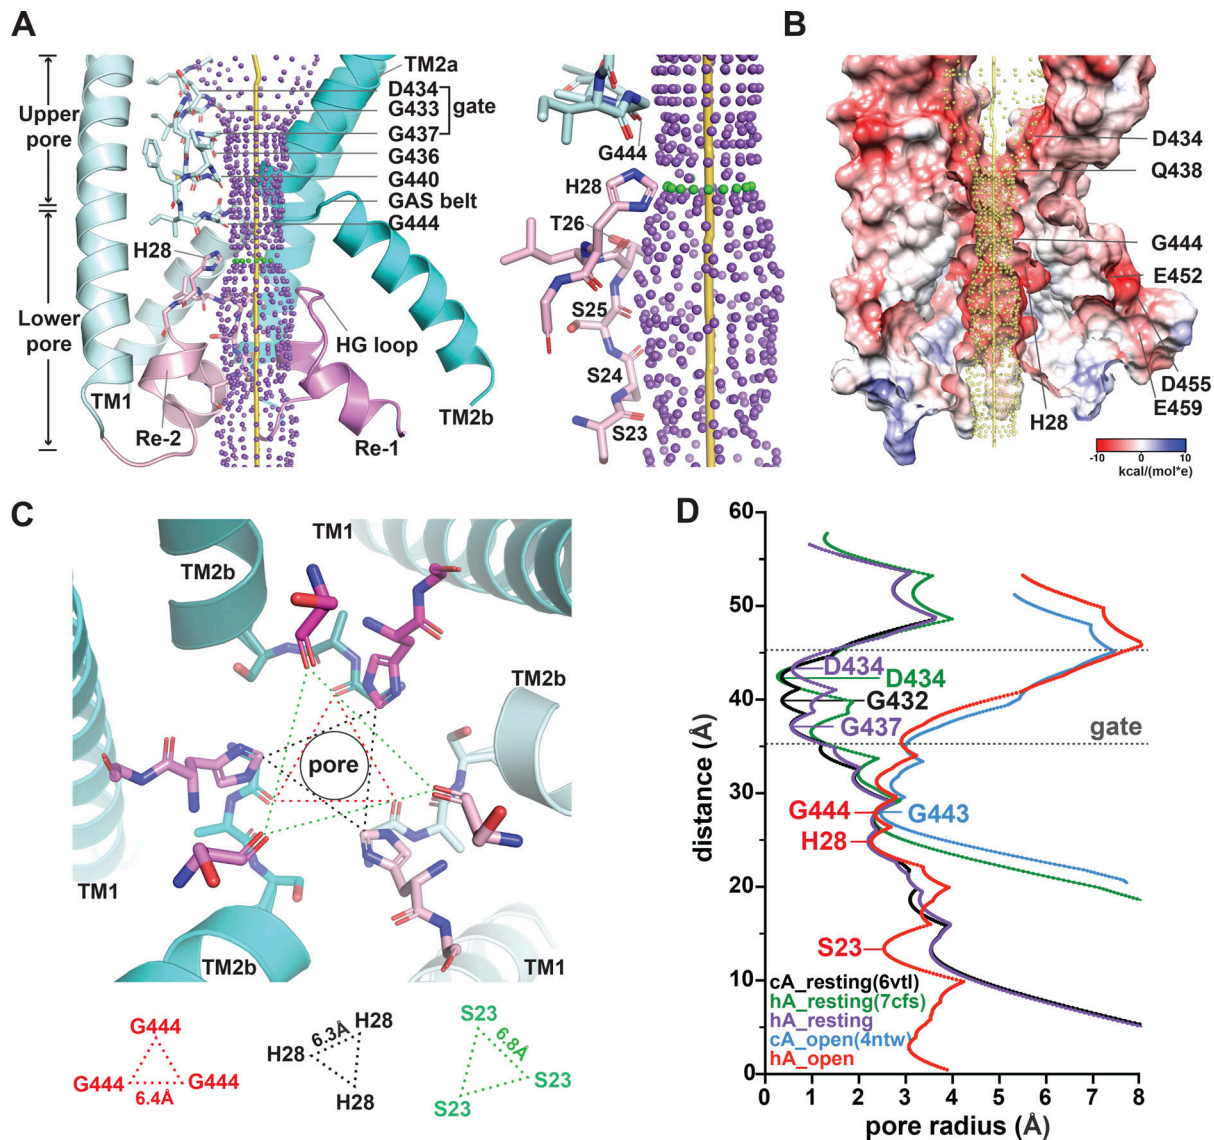 A
Upper
pore
Lower
pore
TM2a
D434
G433
gate
G437
G436
G440
GAS belt
G444
H28
HG loop
TM1
Re-2
Re-1
TM2b
G444
H28
T26
S25
S24
S23
B
D434
Q438
G444
E452
D455
E459
H28
-10 0 10
kcal/(mol*e)
C
TM1
TM2b
TM2b
pore
TM1
TM2b
TM1
G444
G444 G444
6.4Å
H28
6.3Å
H28
H28
S23
6.8Å
S23
S23
D
60
50
40
30
20
10
0
distance (Å)
D434
D434
G432
G437
gate
G444
G443
H28
S23
cA_resting(6vtl)
hA_resting(7cfs)
hA_resting
cA_open(4ntw)
hA_open
0 1 2 3 4 5 6 7 8
pore radius (Å)